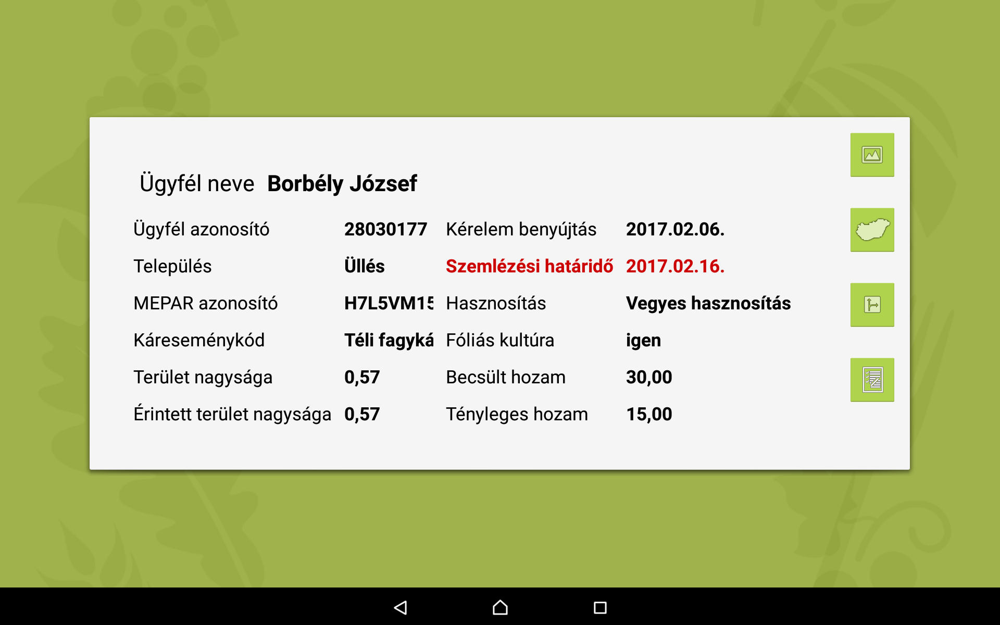 Ügyfél neve Borbély József
Ügyfél azonosító 28030177 Kérelem benyújtás 2017.02.06.
Település Üllés Szemlézési határidő 2017.02.16.
MEPAR azonosító H7L5VM15 Hasznosítás Vegyes hasznosítás
Káreseménykód Téli fagyká Fóliás kultúra igen
Terület nagysága 0,57 Becsült hozam 30,00
Érintett terület nagysága 0,57 Tényleges hozam 15,00